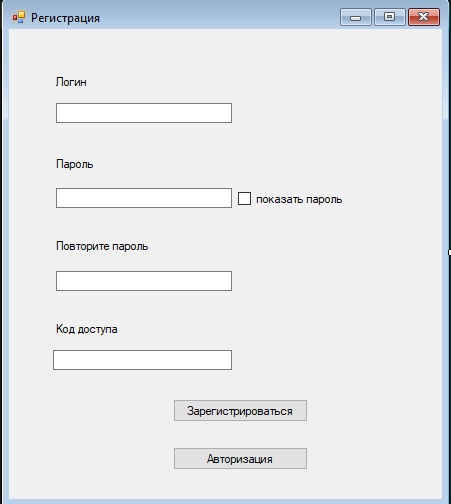 Регистрация
Логин
Пароль
показать пароль
Повторите пароль
Код доступа
Зарегистрироваться
Авторизация